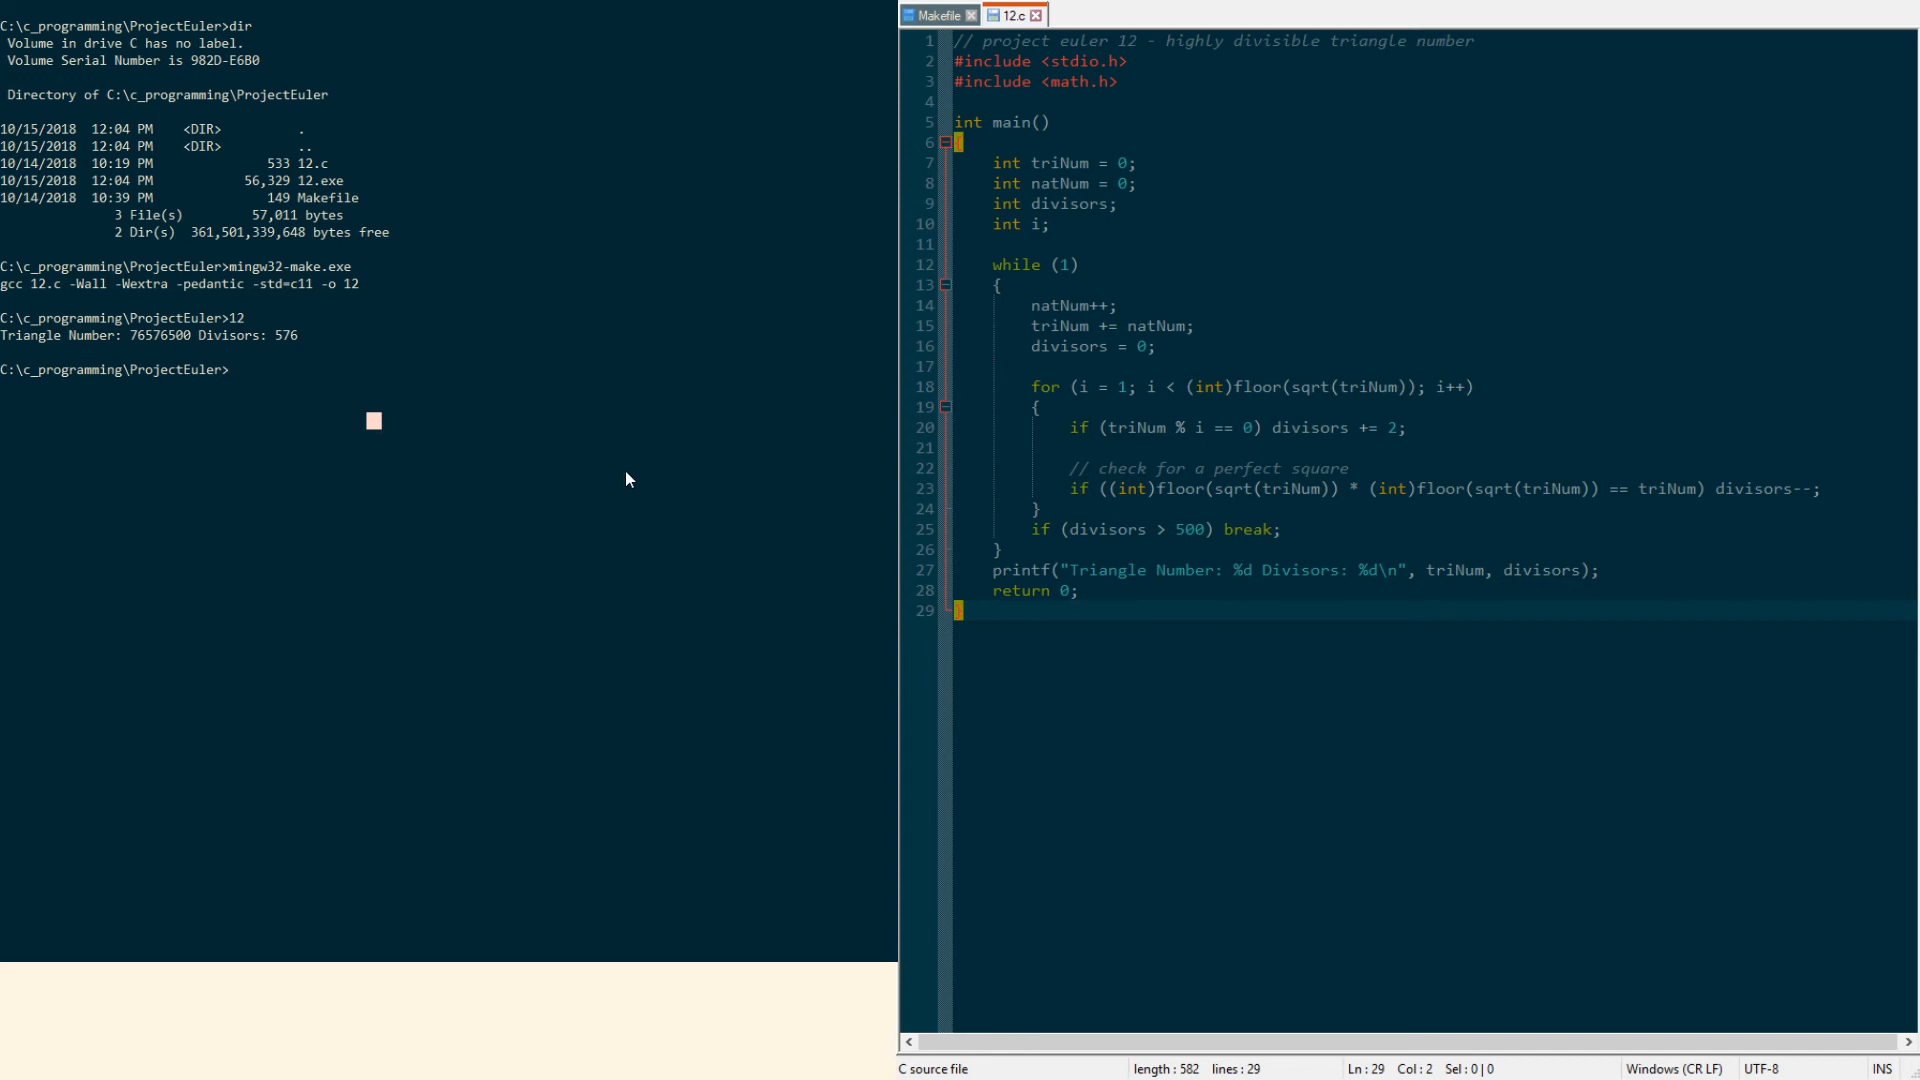 C:\c_programming\ProjectEuler>dir
Volume in drive C has no label.
Volume Serial Number is 982D-E6B0
Directory of C:\c_programming\ProjectEuler
10/15/2018  12:04 PM    <DIR>          .
10/15/2018  12:04 PM    <DIR>          ..
10/14/2018  10:19 PM               533 12.c
10/15/2018  12:04 PM            56,329 12.exe
10/14/2018  10:39 PM               149 Makefile
3 File(s)         57,011 bytes
2 Dir(s)  361,501,339,648 bytes free
C:\c_programming\ProjectEuler>mingw32-make.exe
gcc 12.c -Wall -Wextra -pedantic -std=c11 -o 12
C:\c_programming\ProjectEuler>12
Triangle Number: 76576500 Divisors: 576
C:\c_programming\ProjectEuler>
Makefile 12.c
1 // project euler 12 - highly divisible triangle number
2 #include <stdio.h>
3 #include <math.h>
4
5 int main()
6 {
7 int triNum = 0;
8 int natNum = 0;
9 int divisors;
10 int i;
11
12 while (1)
13 {
14 natNum++;
15 triNum += natNum;
16 divisors = 0;
17
18 for (i = 1; i < (int)floor(sqrt(triNum)); i++)
19 {
20 if (triNum % i == 0) divisors += 2;
21
22 // check for a perfect square
23 if ((int)floor(sqrt(triNum)) * (int)floor(sqrt(triNum)) == triNum) divisors--;
24 }
25 if (divisors > 500) break;
26 }
27 printf("Triangle Number: %d Divisors: %d\n", triNum, divisors);
28 return 0;
29 }
C source file length : 582 lines : 29 Ln : 29 Col : 2 Sel : 0 | 0 Windows (CR LF) UTF-8 INS